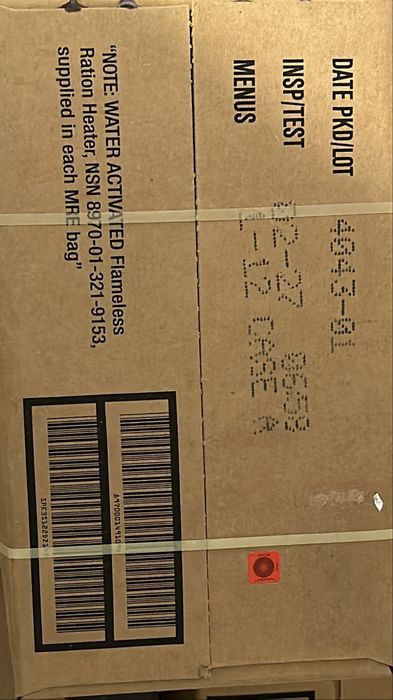 DATE PKD/LOT 4043-01
INSP/TEST 02-27 0658
MENUS 1-12 CASE A
"NOTE: WATER ACTIVATED Flameless
Ration Heater, NSN 8970-01-321-9153,
supplied in each MRE bag"